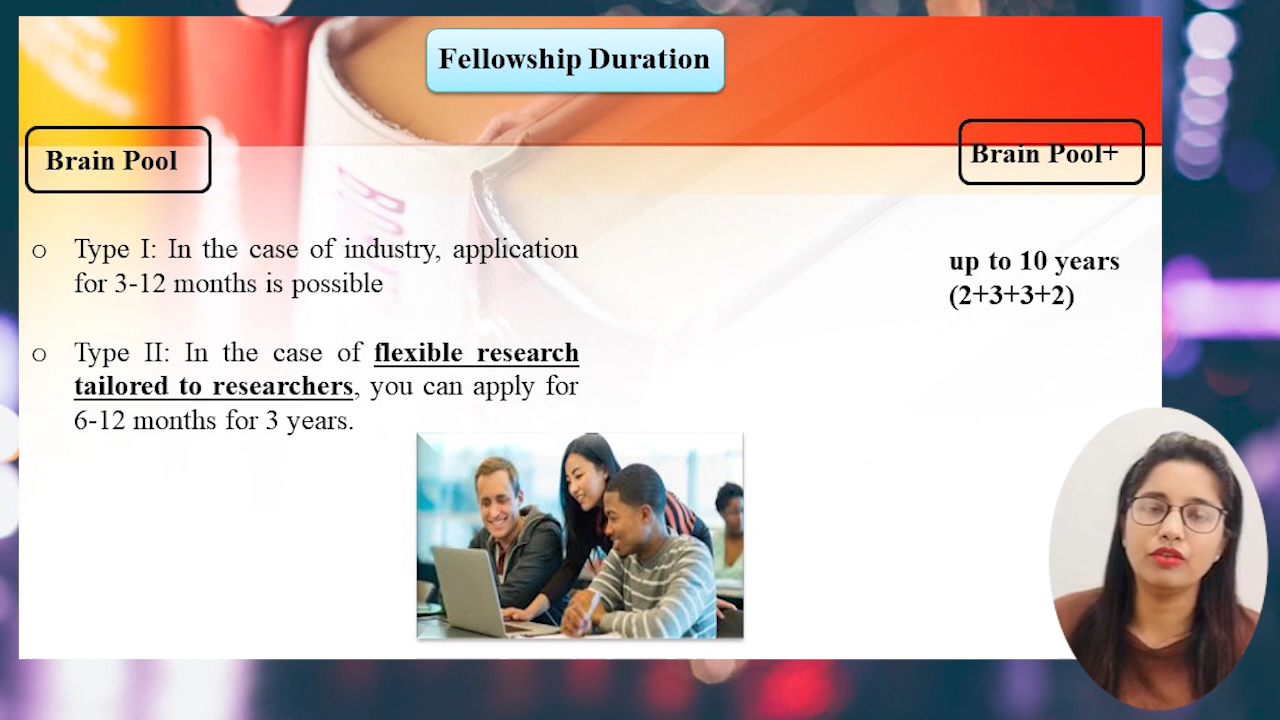 Fellowship Duration
Brain Pool
Brain Pool+
o Type I: In the case of industry, application
for 3-12 months is possible
o Type II: In the case of flexible research
tailored to researchers, you can apply for
6-12 months for 3 years.
up to 10 years
(2+3+3+2)